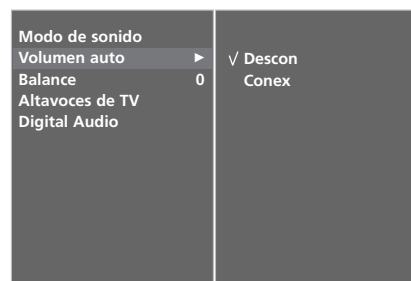 Modo de sonido
Volumen auto ►
Balance 0
Altavoces de TV
Digital Audio
√ Descon
Conex